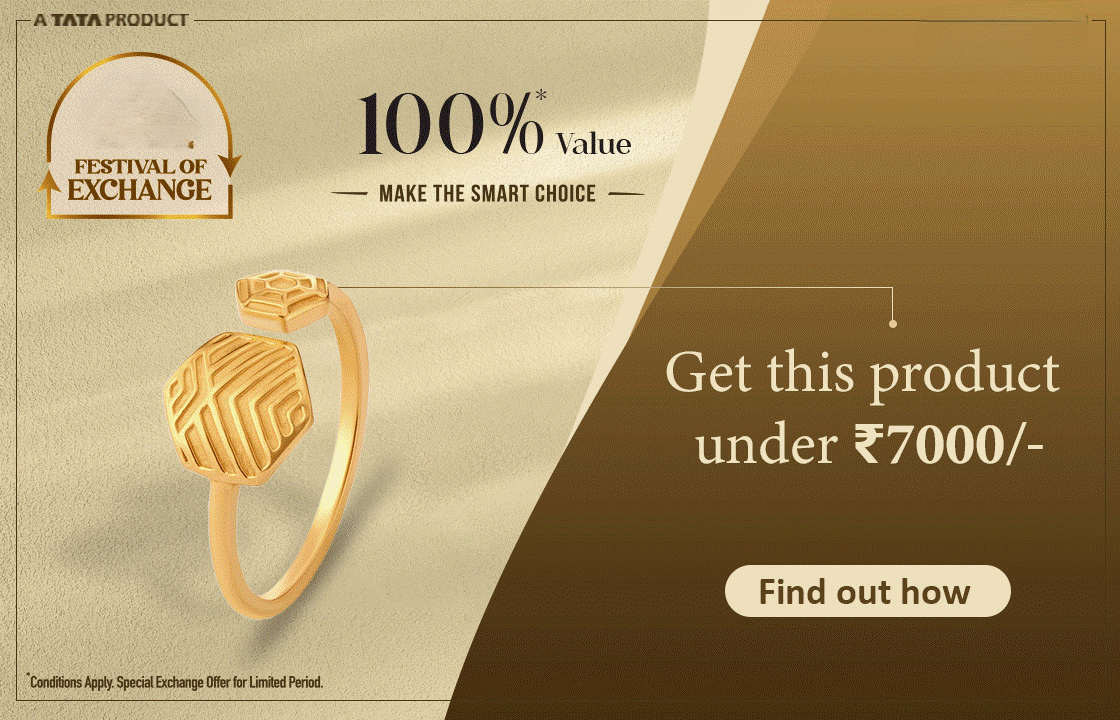 A TATA PRODUCT
FESTIVAL OF
EXCHANGE
100%* Value
MAKE THE SMART CHOICE
Get this product
under ₹7000/-
Find out how
*Conditions Apply. Special Exchange Offer for Limited Period.